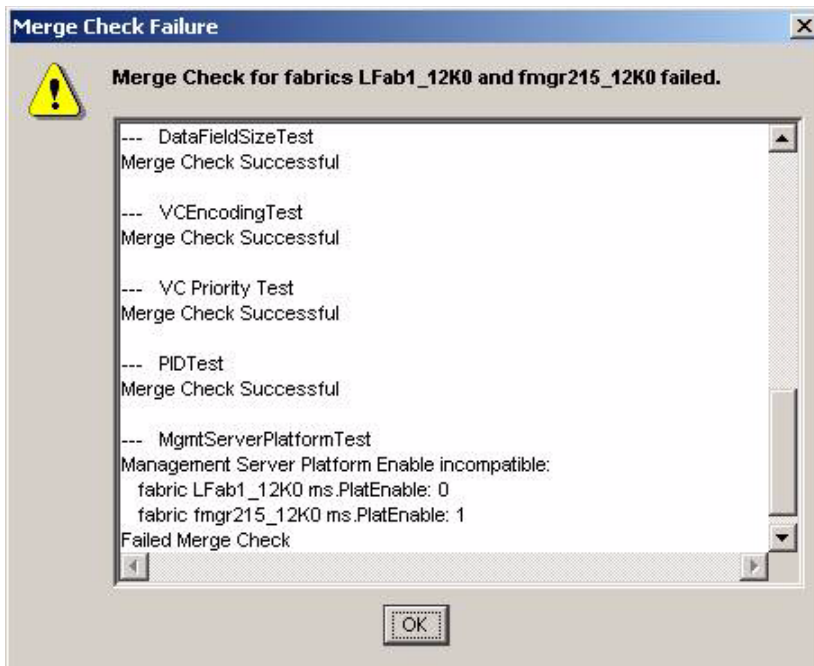 Merge Check Failure
Merge Check for fabrics LFab1_12K0 and fmgr215_12K0 failed.
--- DataFieldSizeTest
Merge Check Successful
--- VCEncodingTest
Merge Check Successful
--- VC Priority Test
Merge Check Successful
--- PIDTest
Merge Check Successful
--- MgmtServerPlatformTest
Management Server Platform Enable incompatible:
fabric LFab1_12K0 ms.PlatEnable: 0
fabric fmgr215_12K0 ms.PlatEnable: 1
Failed Merge Check
OK